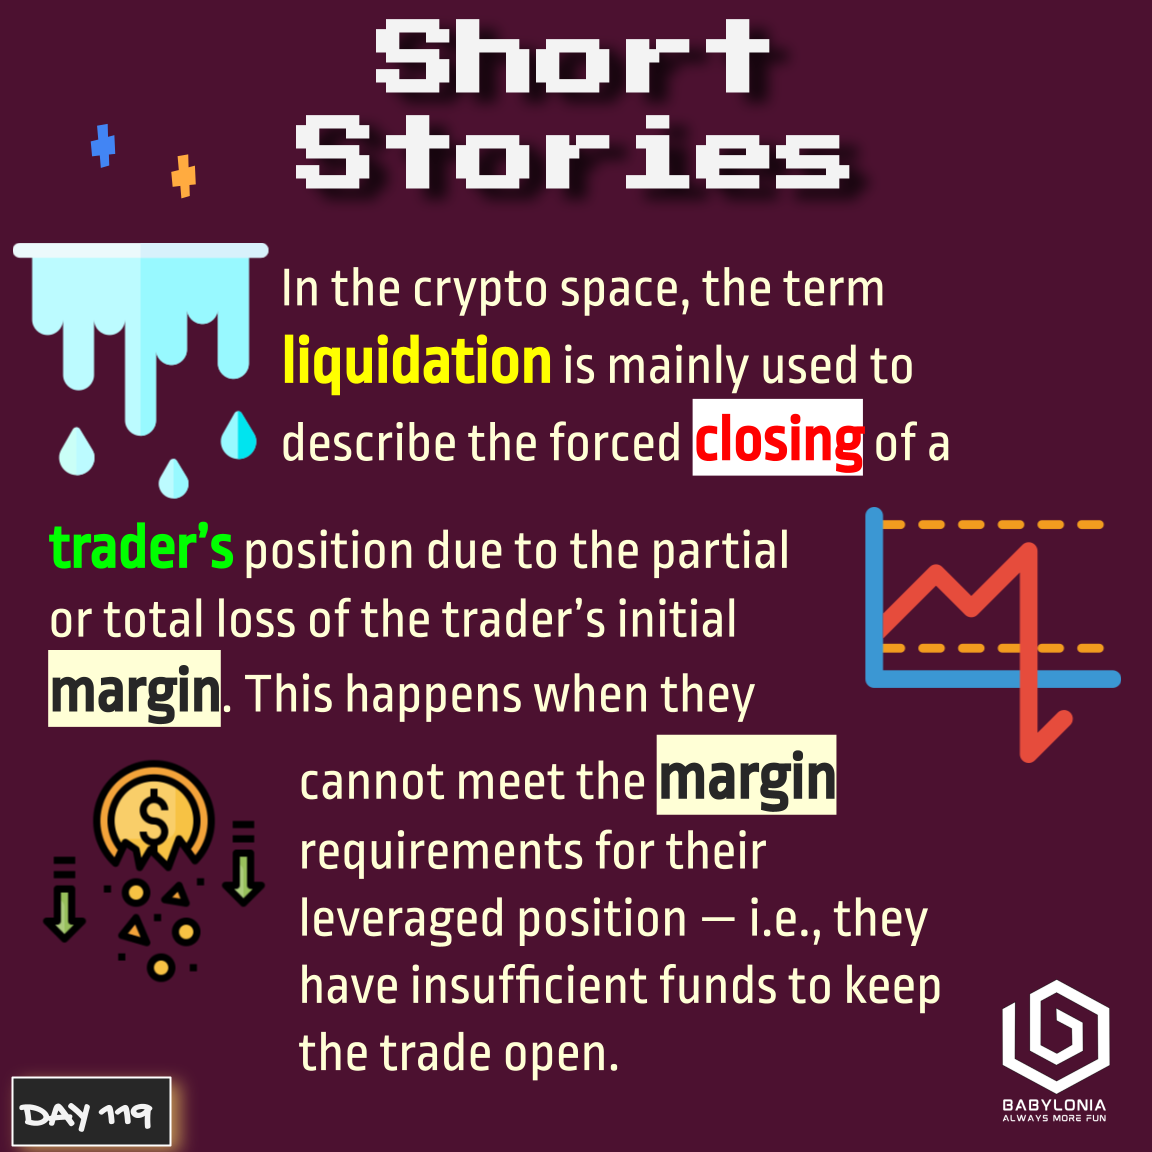 Short
Stories
In the crypto space, the term
liquidation is mainly used to
describe the forced closing of a
trader’s position due to the partial
or total loss of the trader’s initial
margin. This happens when they
cannot meet the margin
requirements for their
leveraged position — i.e., they
have insufficient funds to keep
the trade open.
$
DAY 119
BABYLONIA
ALWAYS MORE FUN